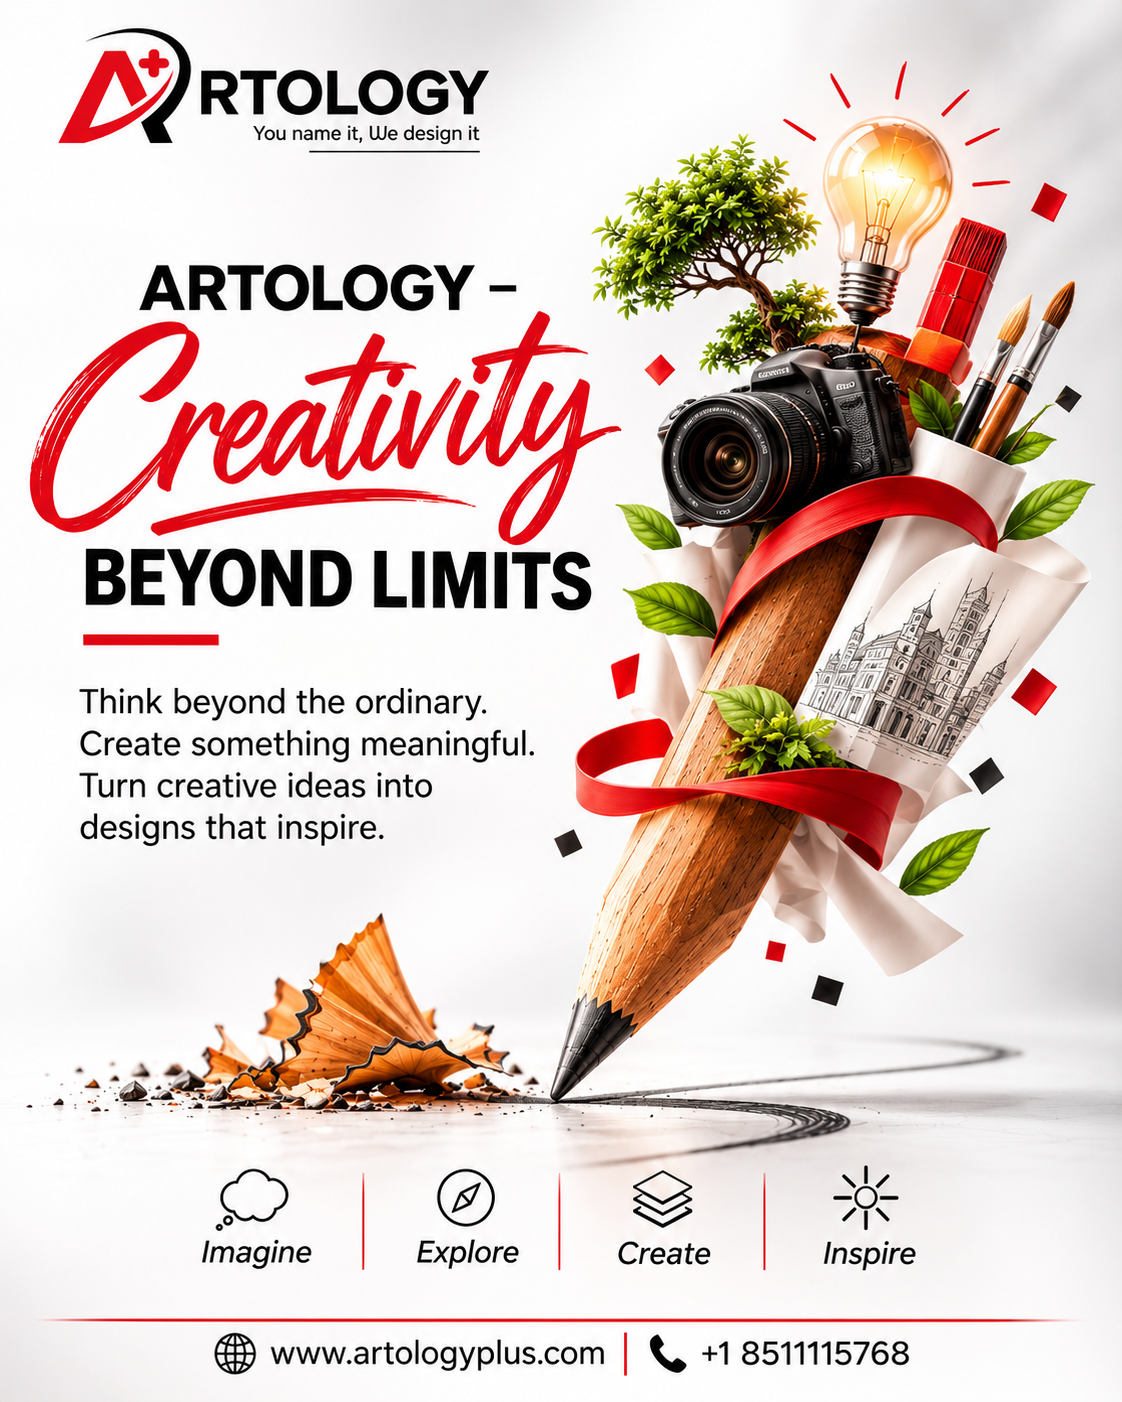 ARTOLOGY
You name it, We design it
ARTOLOGY –
Creativity
BEYOND LIMITS
Think beyond the ordinary.
Create something meaningful.
Turn creative ideas into
designs that inspire.
Imagine
Explore
Create
Inspire
www.artologyplus.com
+1 8511115768